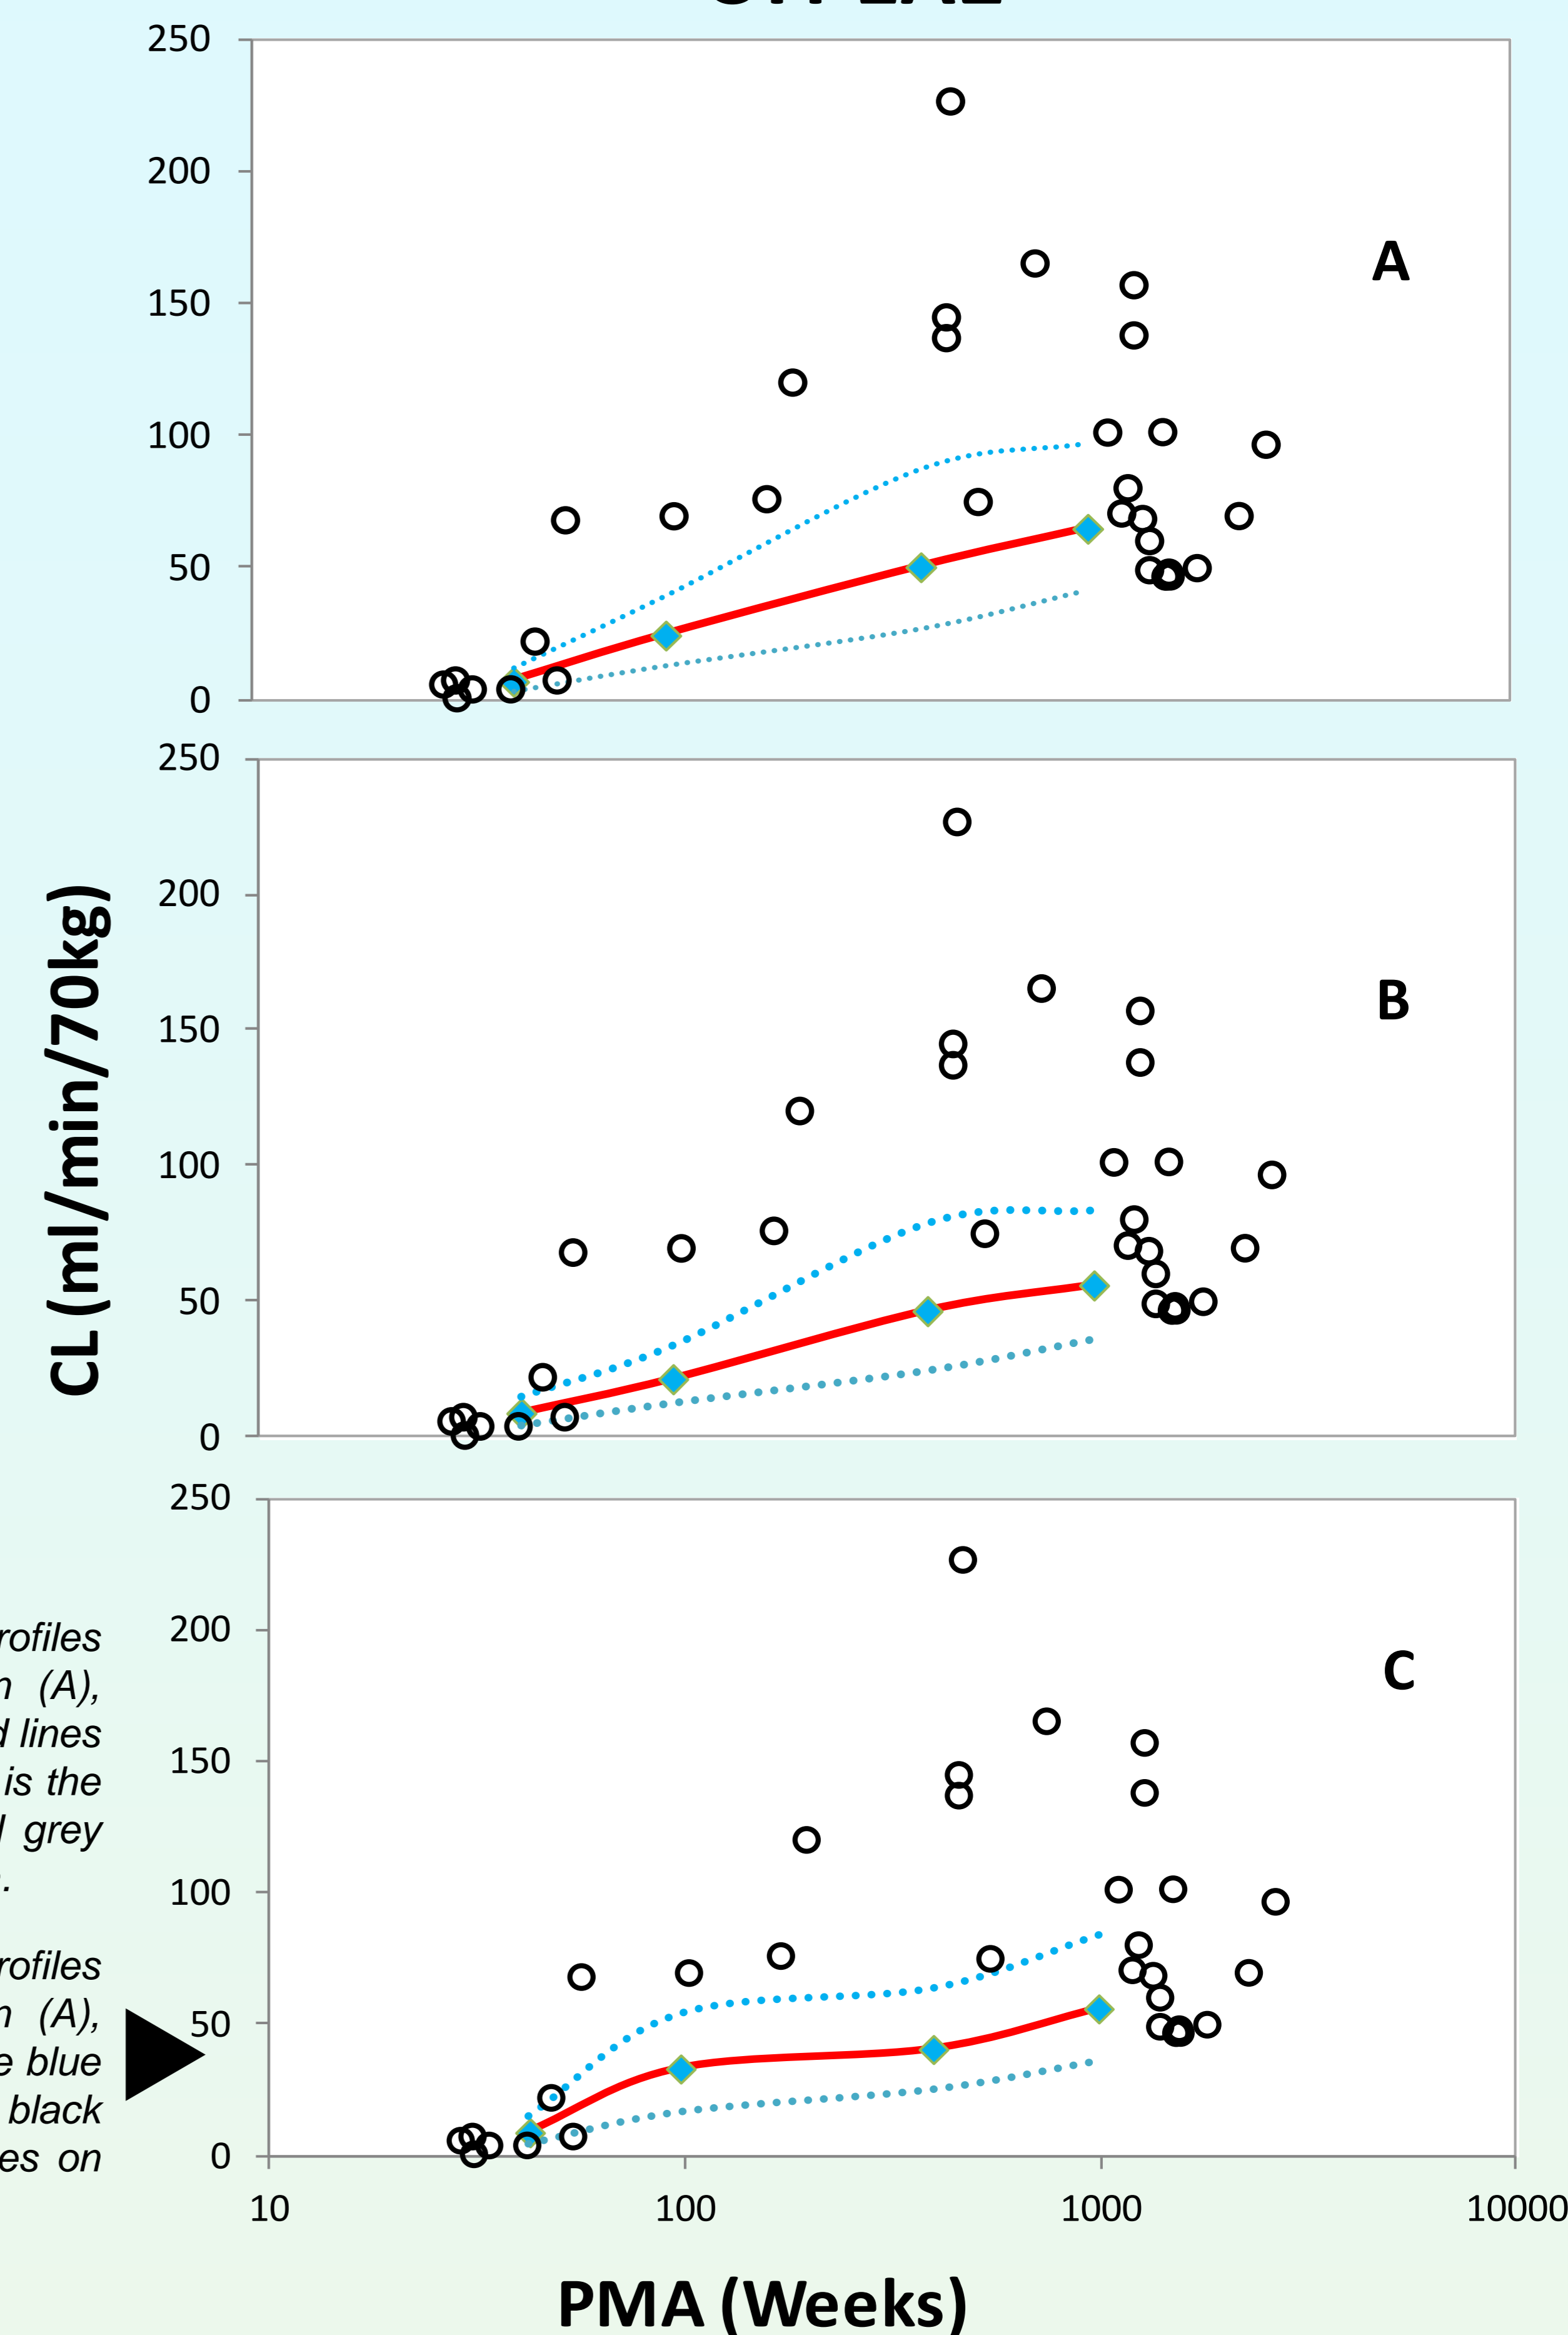 250
200
150
100
50
0
A
250
200
150
100
50
0
B
CL (ml/min/70kg)
250
200
150
100
50
0
C
10 100 1000 10000
PMA (Weeks)
rofiles
(A),
lines
is the
grey
rofiles
(A),
blue
black
es on